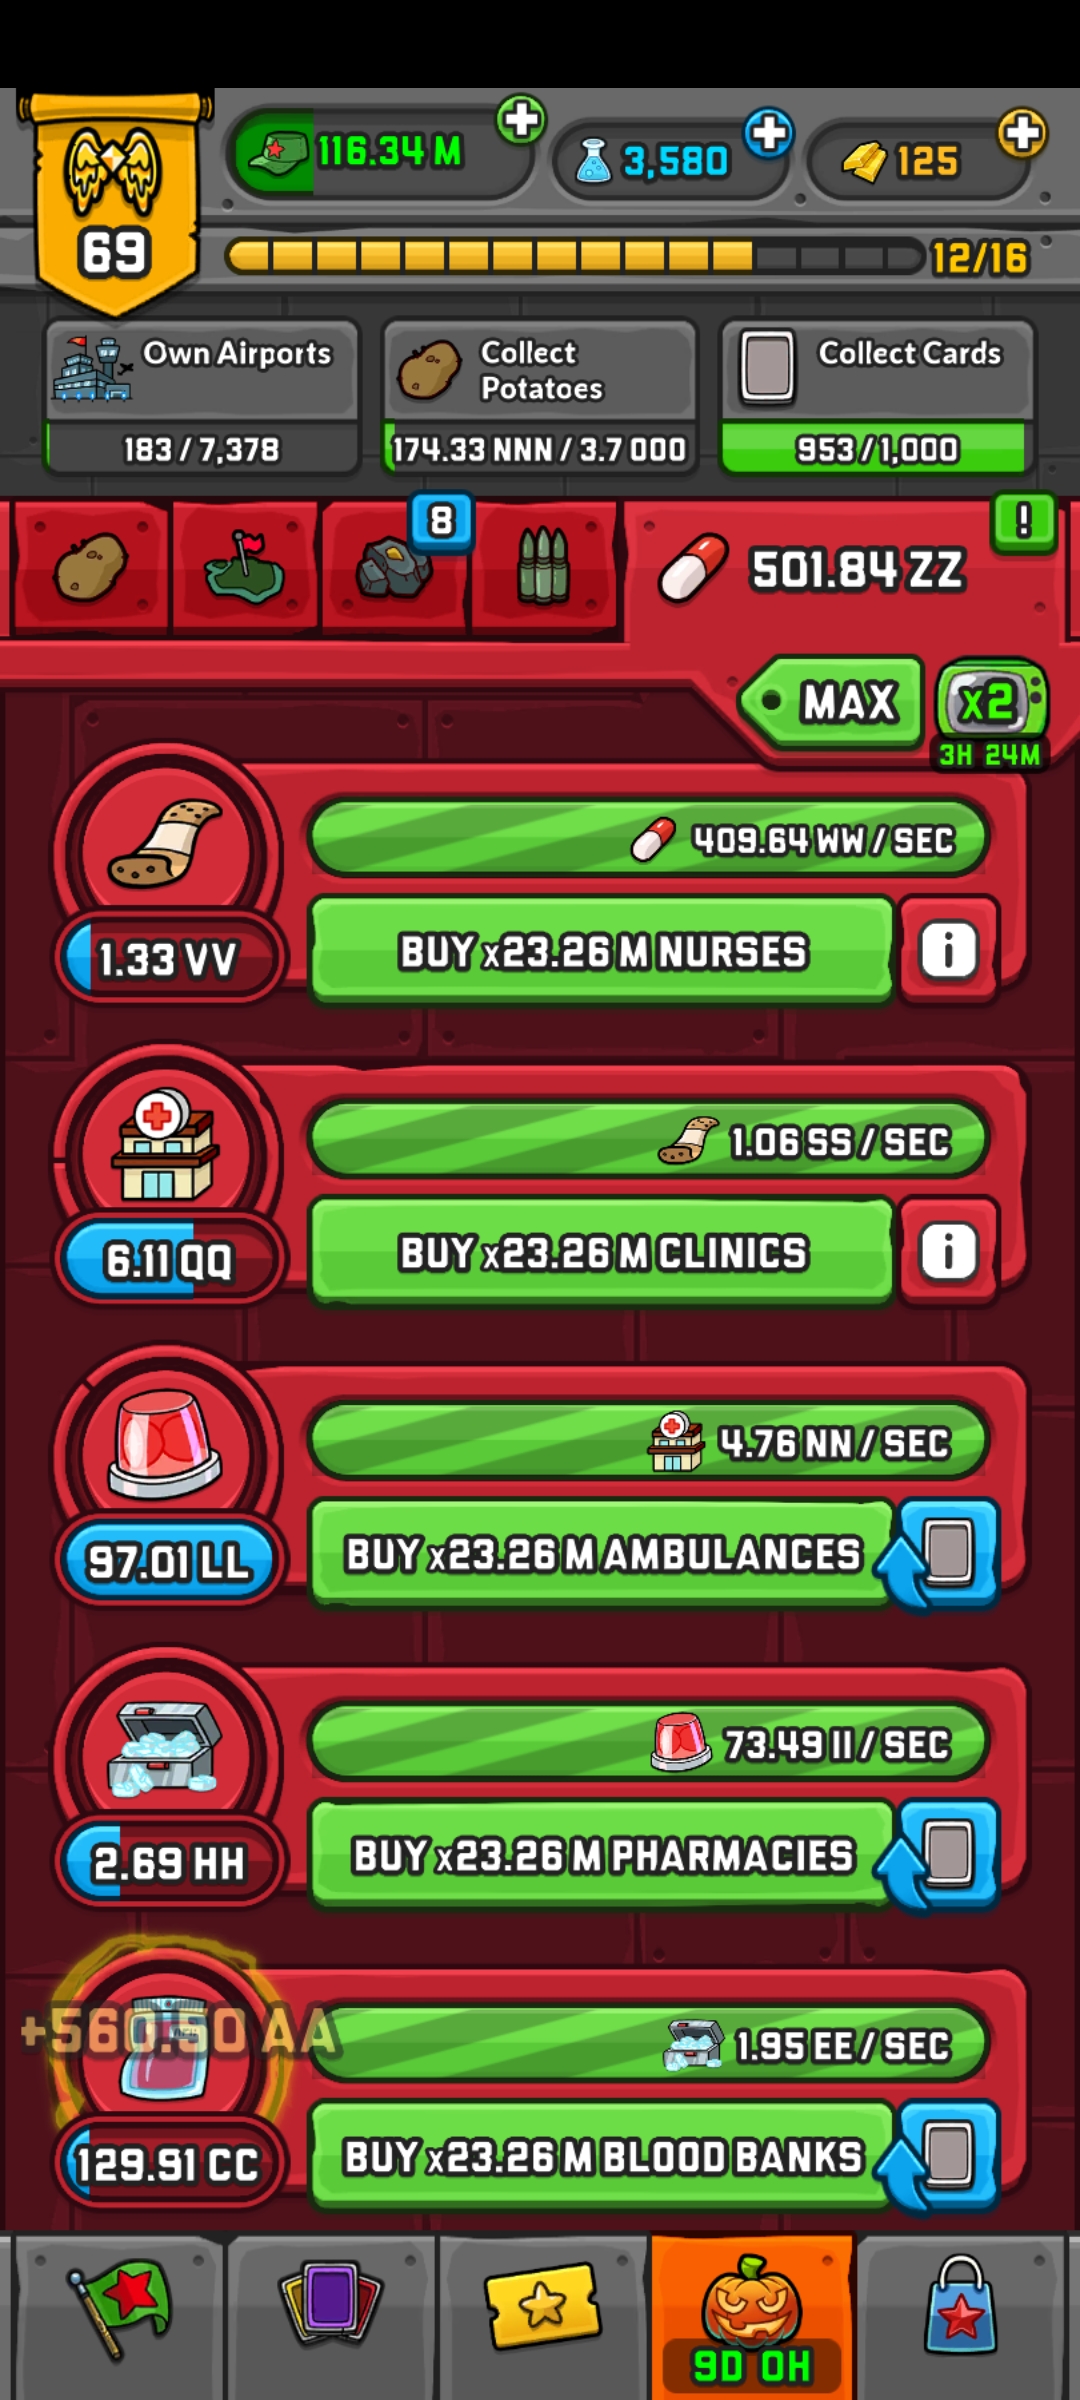 69
116.34 M
3,580
125
12/16
Own Airports
183 / 7,378
Collect
Potatoes
174.33 NNN / 3.7 OOO
Collect Cards
953 / 1,000
8
501.84 ZZ
!
MAX
x2
3H 24M
409.64 WW / SEC
1.33 VV
BUY x23.26 M NURSES
i
1.06 SS / SEC
6.11 QQ
BUY x23.26 M CLINICS
i
4.76 NN / SEC
97.01 LL
BUY x23.26 M AMBULANCES
73.49 II / SEC
2.69 HH
BUY x23.26 M PHARMACIES
+560.50 AA
1.95 EE / SEC
129.91 CC
BUY x23.26 M BLOOD BANKS
9D 0H